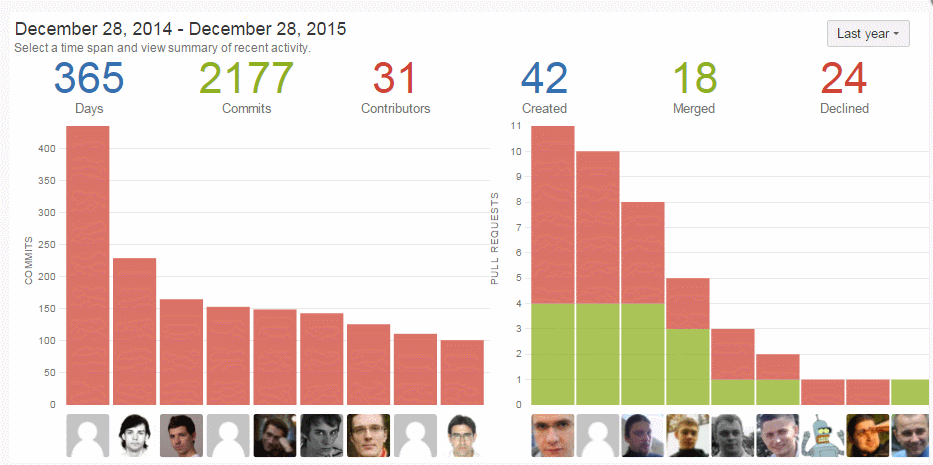 December 28, 2014 - December 28, 2015
Last year
Select a time span and view summary of recent activity.
365
2177
31
42
18
24
Days
Commits
Contributors
Created
Merged
Declined
COMMITS
400
350
300
250
200
150
100
50
0
PULL REQUESTS
11
10
9
8
7
6
5
4
3
2
1
0